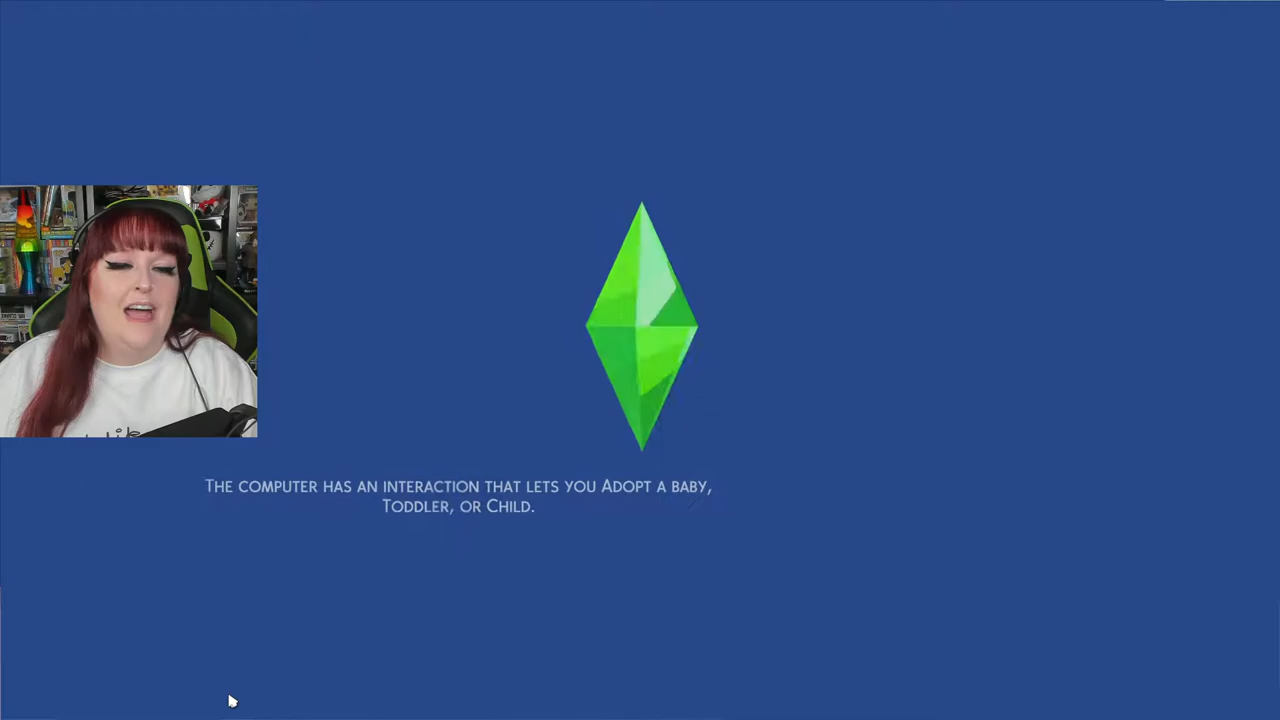 The computer has an interaction that lets you Adopt a baby,
Toddler, or Child.